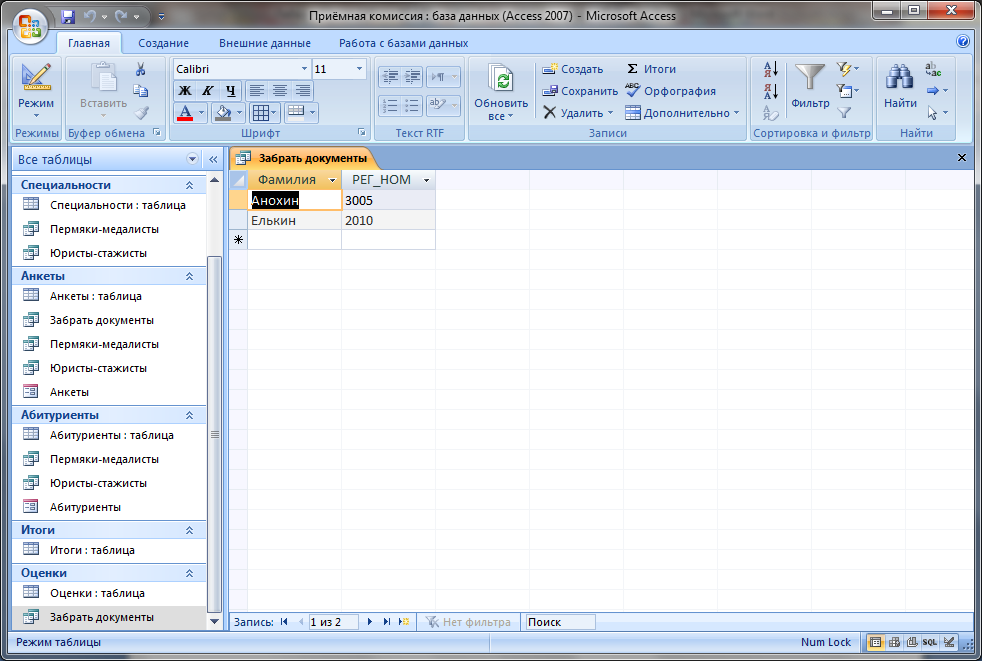 Приёмная комиссия : база данных (Access 2007) - Microsoft Access
Главная Создание Внешние данные Работа с базами данных
Режим
Режимы
Вставить
Буфер обмена
Calibri 11
Ж К Ч
А
Шрифт
Текст RTF
Обновить
все
Создать Σ Итоги
Сохранить Орфография
Удалить Дополнительно
Записи
Фильтр
Сортировка и фильтр
Найти
Найти
Все таблицы
Специальности
Специальности : таблица
Пермяки-медалисты
Юристы-стажисты
Анкеты
Анкеты : таблица
Забрать документы
Пермяки-медалисты
Юристы-стажисты
Анкеты
Абитуриенты
Абитуриенты : таблица
Пермяки-медалисты
Юристы-стажисты
Абитуриенты
Итоги
Итоги : таблица
Оценки
Оценки : таблица
Забрать документы
Забрать документы
Фамилия РЕГ_НОМ
Анохин 3005
Елькин 2010
Запись: 1 из 2 Нет фильтра Поиск
Режим таблицы Num Lock SQL